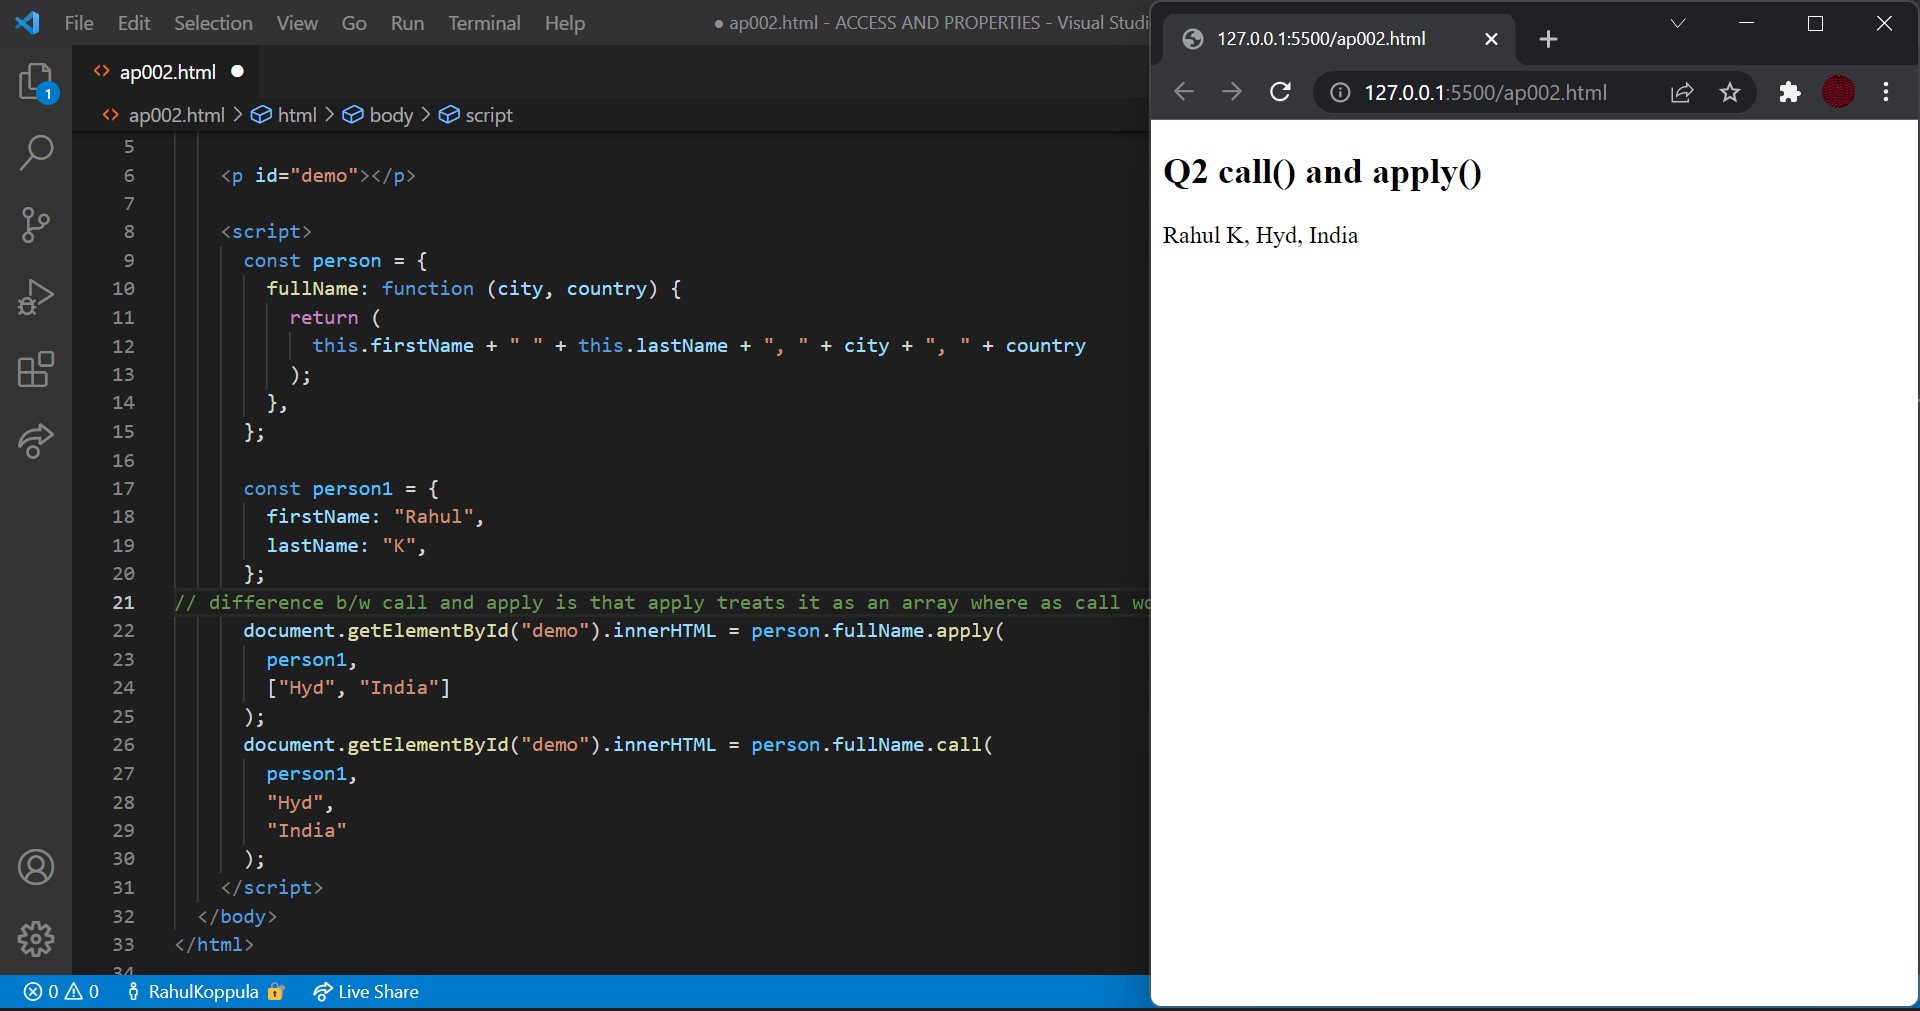 File Edit Selection View Go Run Terminal Help
● ap002.html - ACCESS AND PROPERTIES - Visual Studi
1
ap002.html
ap002.html > html > body > script
5
6 <p id="demo"></p>
7
8 <script>
9 const person = {
10 fullName: function (city, country) {
11 return (
12 this.firstName + " " + this.lastName + ", " + city + ", " + country
13 );
14 },
15 };
16
17 const person1 = {
18 firstName: "Rahul",
19 lastName: "K",
20 };
21 // difference b/w call and apply is that apply treats it as an array where as call wo
22 document.getElementById("demo").innerHTML = person.fullName.apply(
23 person1,
24 ["Hyd", "India"]
25 );
26 document.getElementById("demo").innerHTML = person.fullName.call(
27 person1,
28 "Hyd",
29 "India"
30 );
31 </script>
32 </body>
33 </html>
34
0 0 RahulKoppula Live Share
127.0.0.1:5500/ap002.html
127.0.0.1:5500/ap002.html
Q2 call() and apply()
Rahul K, Hyd, India